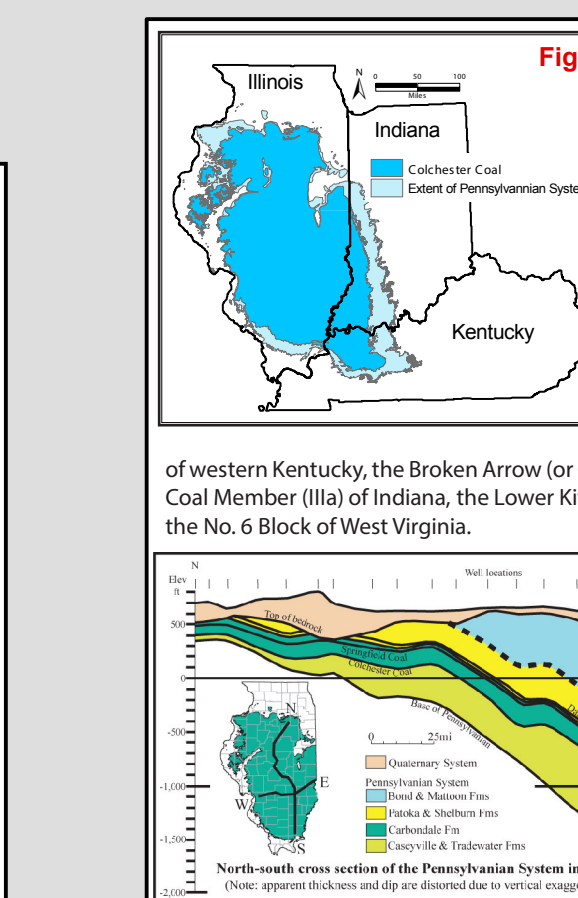 Fig
Illinois
N
0 50 100
Miles
Indiana
Colchester Coal
Extent of Pennsylvannian Syste
Kentucky
of western Kentucky, the Broken Arrow (or
Coal Member (IIIa) of Indiana, the Lower Ki
the No. 6 Block of West Virginia.
N
Elev
ft
Well locations
500
Top of bedrock
Springfield Coal
Colchester Coal
0
Base of Pennsylvanian
-500
0 25mi
N
Quaternary System
Pennsylvanian System
E
Bond & Mattoon Fms
-1,000
W
Patoka & Shelburn Fms
Carbondale Fm
-1,500
S
Caseyville & Tradewater Fms
North-south cross section of the Pennsylvanian System in
(Note: apparent thickness and dip are distorted due to vertical exagge
-2,000